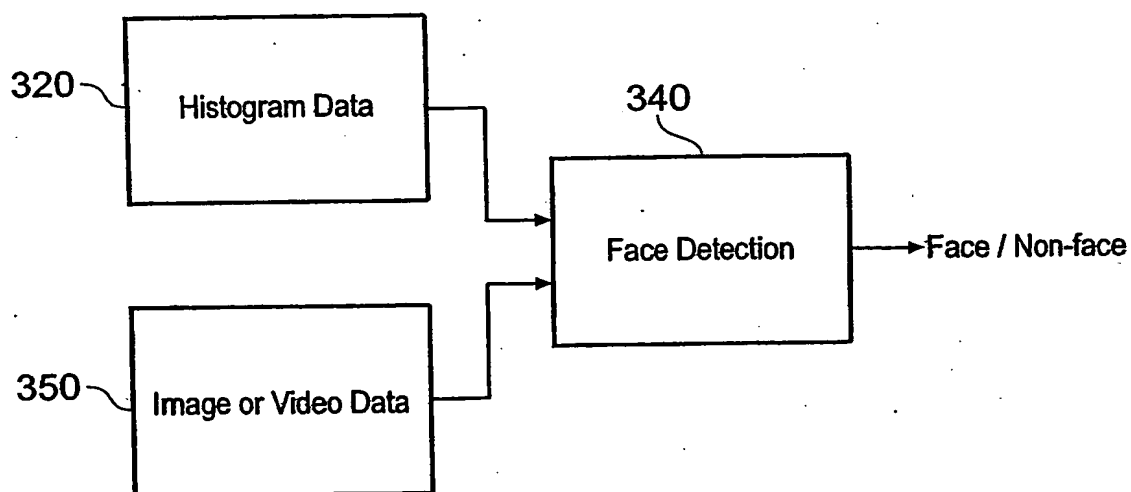 320
Histogram Data
340
Face Detection
Face / Non-face
350
Image or Video Data